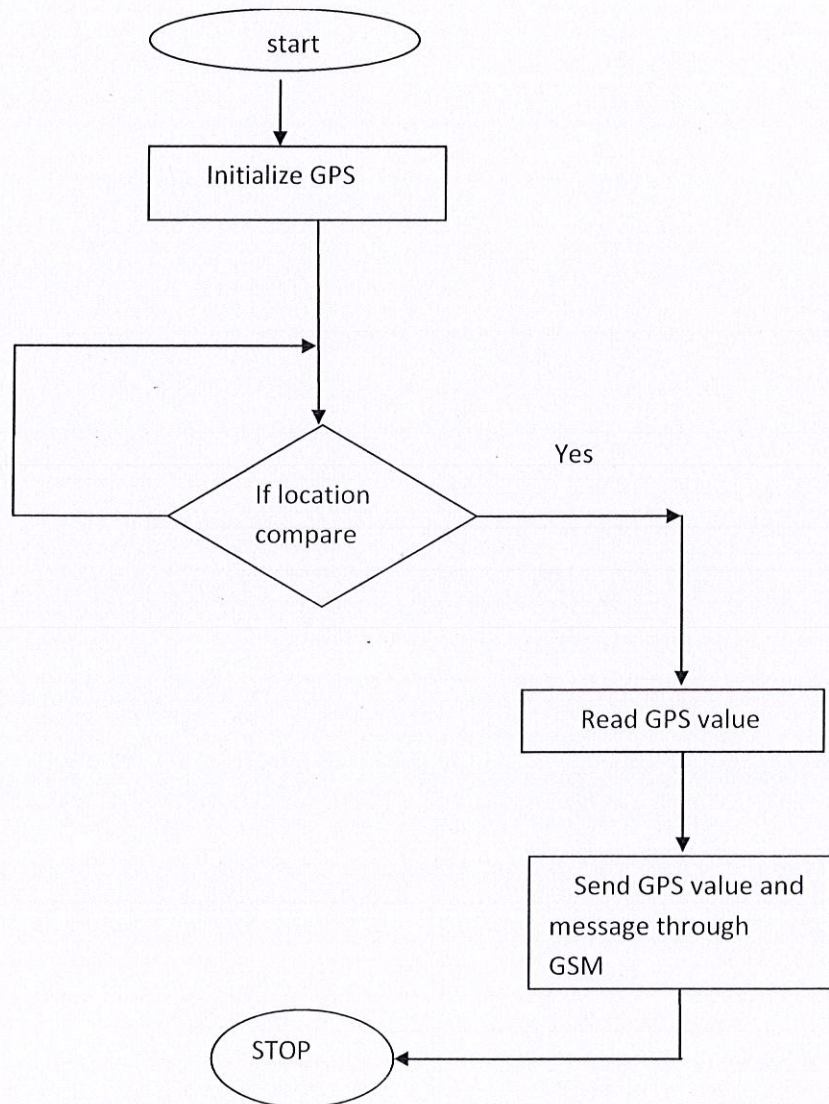 start
Initialize GPS
Yes
If location
compare
Read GPS value
Send GPS value and
message through
GSM
STOP